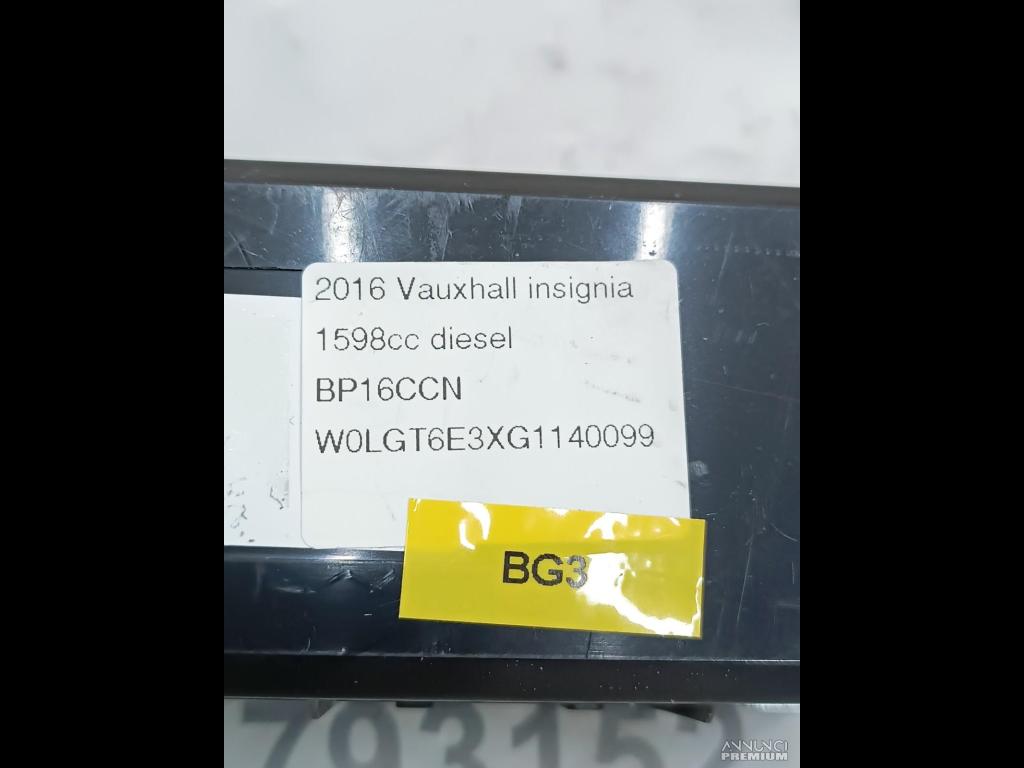 2016 Vauxhall insignia
1598cc diesel
BP16CCN
W0LGT6E3XG1140099
BG3
ANNUNCI
PREMIUM